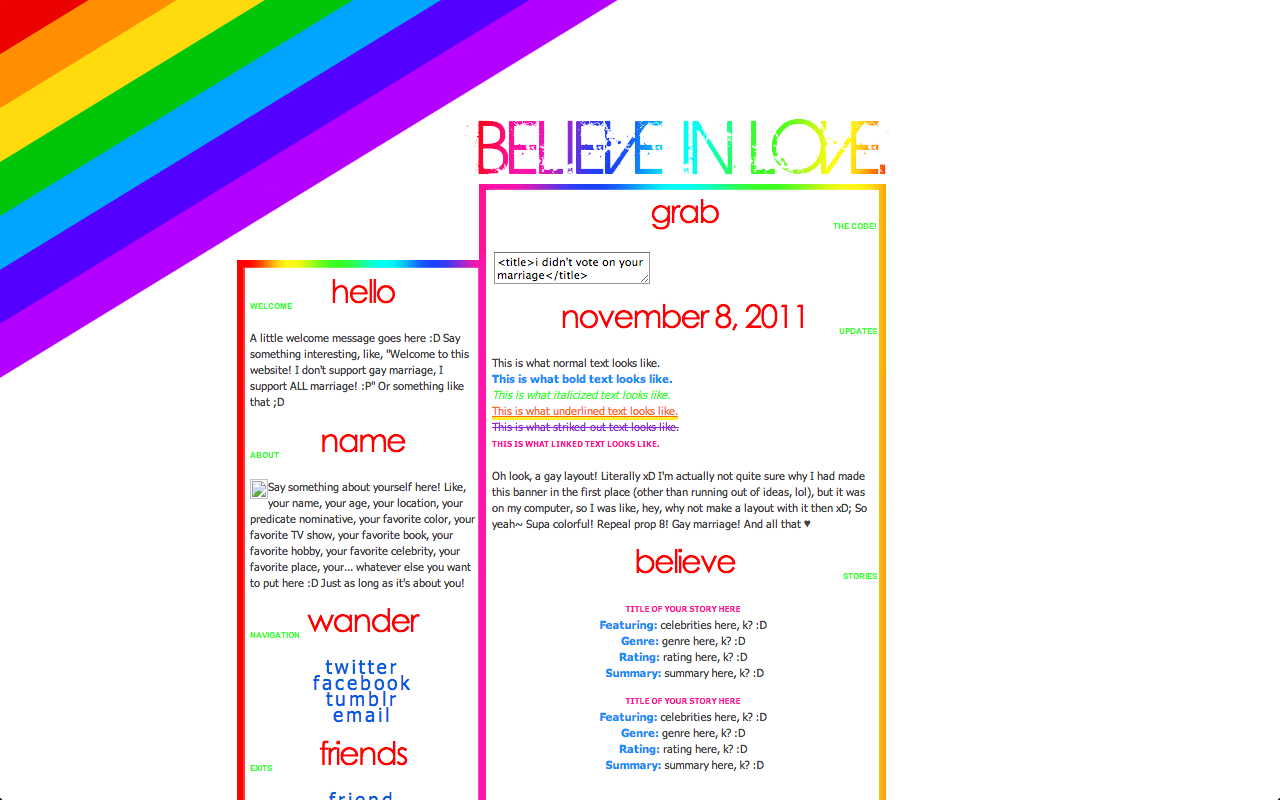 BELIEVE IN LOVE.
grab
THE CODE!
<title>i didn't vote on your
marriage</title>
november 8, 2011
UPDATES
This is what normal text looks like.
This is what bold text looks like.
This is what italicized text looks like.
This is what underlined text looks like.
This is what striked-out text looks like.
THIS IS WHAT LINKED TEXT LOOKS LIKE.
Oh look, a gay layout! Literally xD I'm actually not quite sure why I had made
this banner in the first place (other than running out of ideas, lol), but it was
on my computer, so I was like, hey, why not make a layout with it then xD; So
yeah~ Supa colorful! Repeal prop 8! Gay marriage! And all that ♥
believe
STORIES
TITLE OF YOUR STORY HERE
Featuring: celebrities here, k? :D
Genre: genre here, k? :D
Rating: rating here, k? :D
Summary: summary here, k? :D
TITLE OF YOUR STORY HERE
Featuring: celebrities here, k? :D
Genre: genre here, k? :D
Rating: rating here, k? :D
Summary: summary here, k? :D
hello
WELCOME
A little welcome message goes here :D Say
something interesting, like, "Welcome to this
website! I don't support gay marriage, I
support ALL marriage! :P" Or something like
that ;D
name
ABOUT
Say something about yourself here! Like,
your name, your age, your location, your
predicate nominative, your favorite color, your
favorite TV show, your favorite book, your
favorite hobby, your favorite celebrity, your
favorite place, your... whatever else you want
to put here :D Just as long as it's about you!
wander
NAVIGATION
twitter
facebook
tumblr
email
friends
EXITS
friend